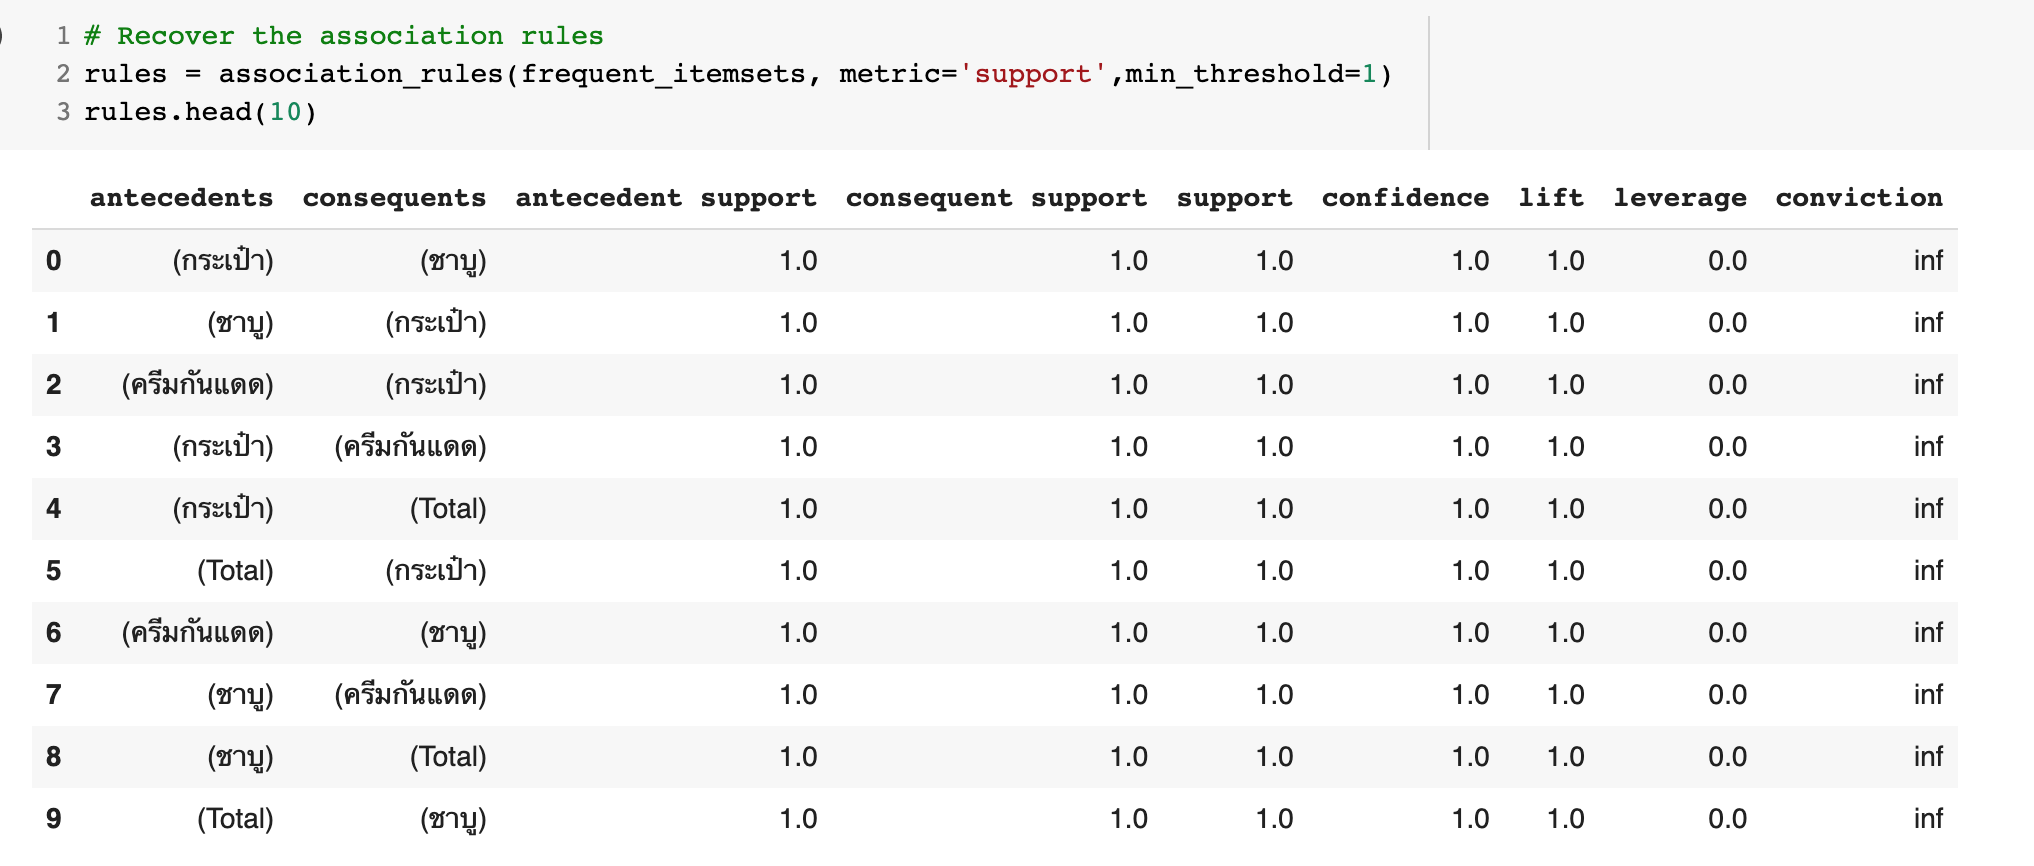 1 # Recover the association rules
2 rules = association_rules(frequent_itemsets, metric='support',min_threshold=1)
3 rules.head(10)
antecedents consequents antecedent support consequent support support confidence lift leverage conviction
0 (กระเป๋า) (ชาบู) 1.0 1.0 1.0 1.0 1.0 0.0 inf
1 (ชาบู) (กระเป๋า) 1.0 1.0 1.0 1.0 1.0 0.0 inf
2 (ครีมกันแดด) (กระเป๋า) 1.0 1.0 1.0 1.0 1.0 0.0 inf
3 (กระเป๋า) (ครีมกันแดด) 1.0 1.0 1.0 1.0 1.0 0.0 inf
4 (กระเป๋า) (Total) 1.0 1.0 1.0 1.0 1.0 0.0 inf
5 (Total) (กระเป๋า) 1.0 1.0 1.0 1.0 1.0 0.0 inf
6 (ครีมกันแดด) (ชาบู) 1.0 1.0 1.0 1.0 1.0 0.0 inf
7 (ชาบู) (ครีมกันแดด) 1.0 1.0 1.0 1.0 1.0 0.0 inf
8 (ชาบู) (Total) 1.0 1.0 1.0 1.0 1.0 0.0 inf
9 (Total) (ชาบู) 1.0 1.0 1.0 1.0 1.0 0.0 inf